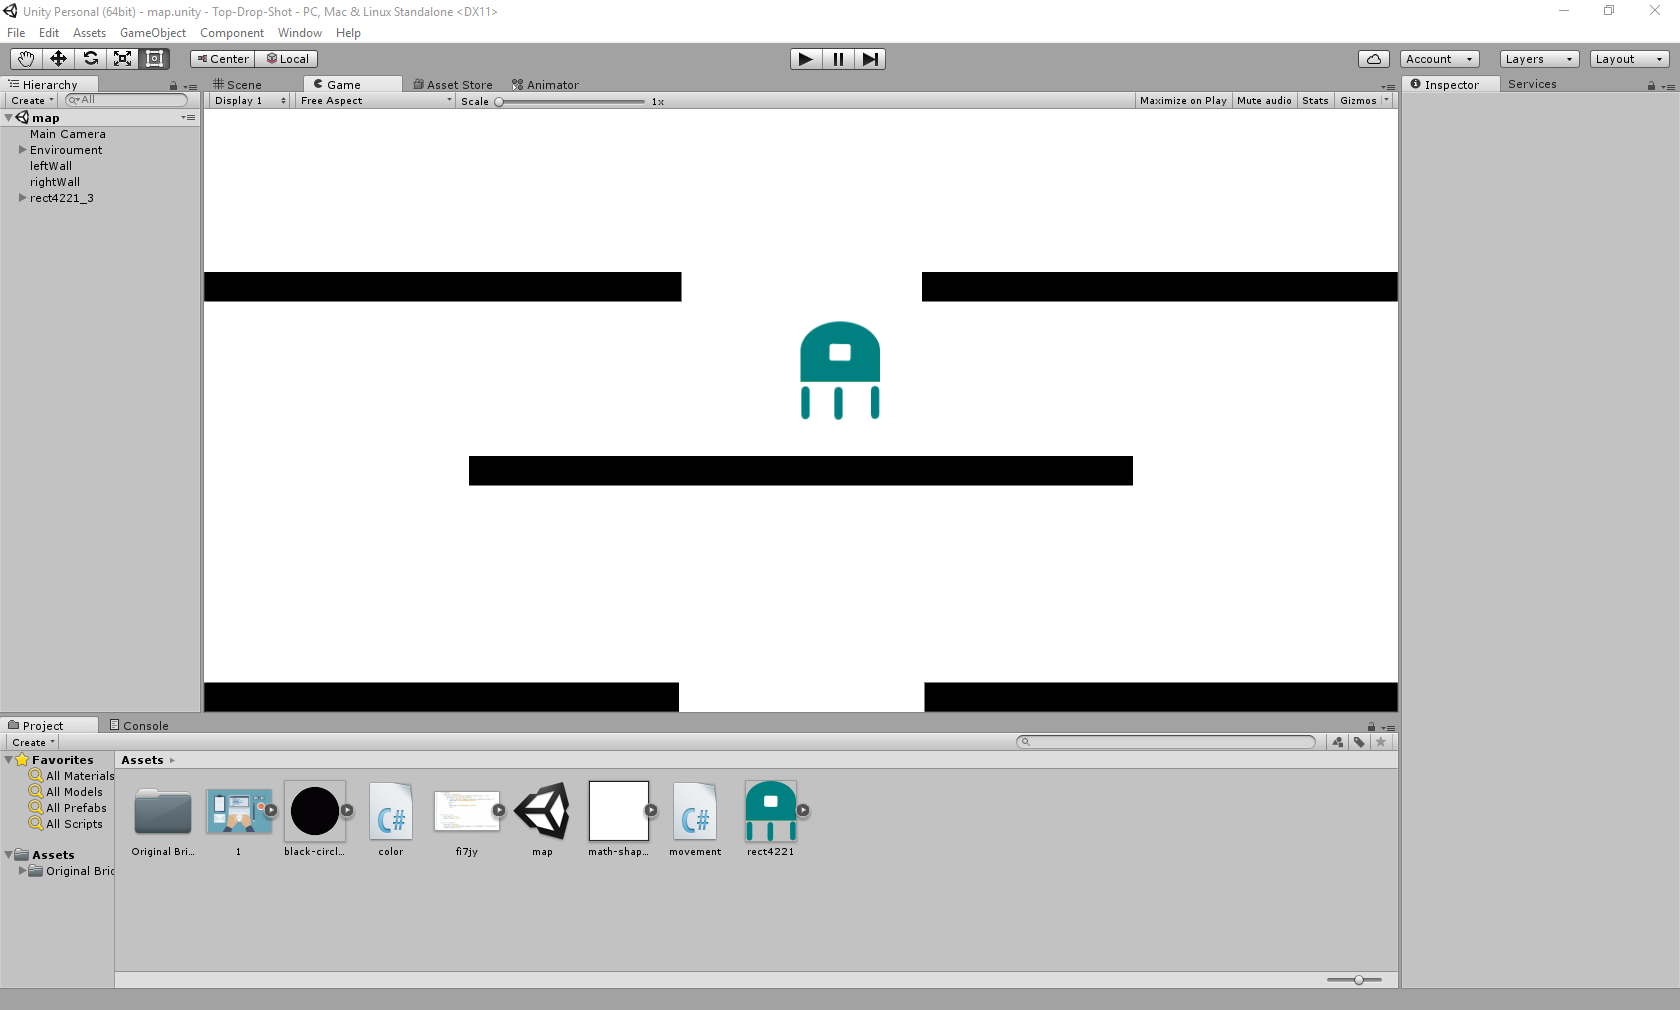 Unity Personal (64bit) - map.unity - Top-Drop-Shot - PC, Mac & Linux Standalone <DX11>
File Edit Assets GameObject Component Window Help
Center Local Account Layers Layout
Hierarchy Scene Game Asset Store Animator Inspector Services
Create All Display 1 Free Aspect Scale 1x Maximize on Play Mute audio Stats Gizmos
map
Main Camera
Enviroument
leftWall
rightWall
rect4221_3
Project Console
Create
Favorites Assets
All Materials
All Models
All Prefabs
All Scripts
Assets
Original Bric
C# C#
Original Bri... 1 black-circl... color fi7jy map math-shap... movement rect4221